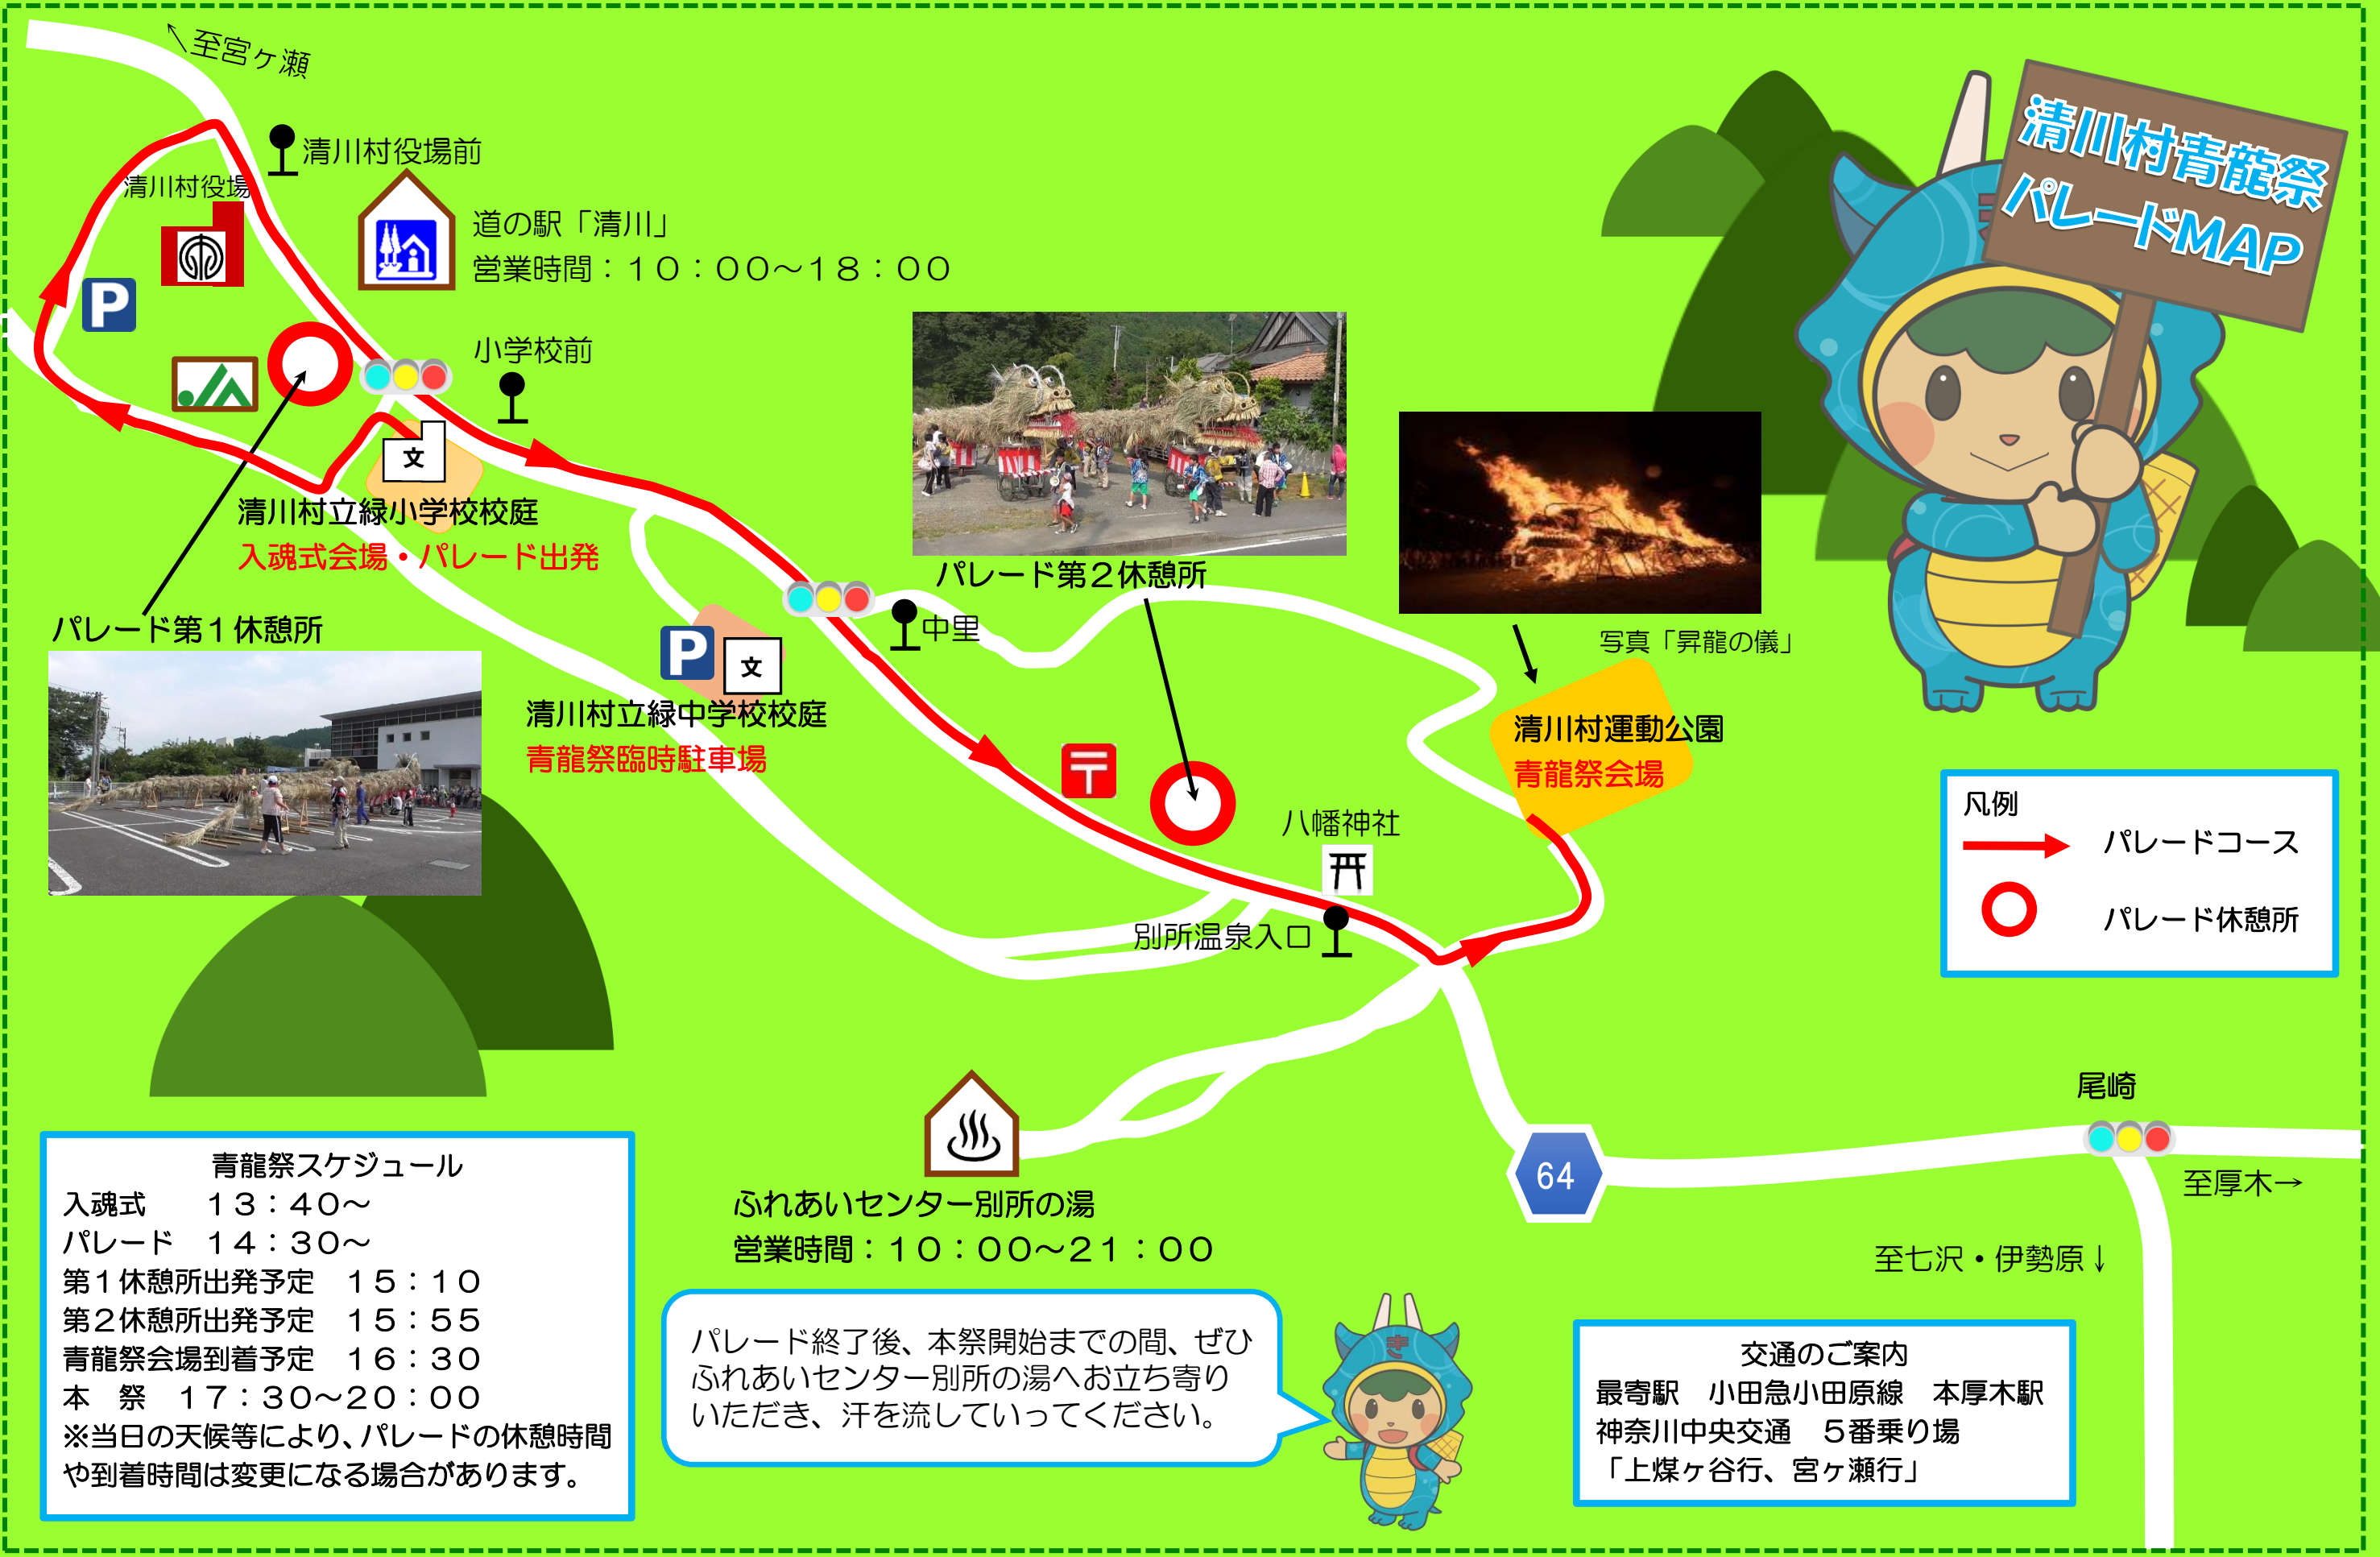 ↖至宮ヶ瀬
清川村青龍祭
パレードMAP
清川村役場前
清川村役場
道の駅「清川」
営業時間：１０：００～１８：００
P
小学校前
文
清川村立緑小学校校庭
入魂式会場・パレード出発
パレード第１休憩所
パレード第２休憩所
中里
写真「昇龍の儀」
P
文
清川村立緑中学校校庭
青龍祭臨時駐車場
清川村運動公園
青龍祭会場
〒
八幡神社
別所温泉入口
凡例
パレードコース
パレード休憩所
尾崎
64
至厚木→
至七沢・伊勢原↓
ふれあいセンター別所の湯
営業時間：１０：００～２１：００
青龍祭スケジュール
入魂式　　１３：４０～
パレード　１４：３０～
第１休憩所出発予定　１５：１０
第２休憩所出発予定　１５：５５
青龍祭会場到着予定　１６：３０
本　祭　１７：３０～２０：００
※当日の天候等により、パレードの休憩時間
や到着時間は変更になる場合があります。
パレード終了後、本祭開始までの間、ぜひ
ふれあいセンター別所の湯へお立ち寄り
いただき、汗を流していってください。
き
交通のご案内
最寄駅　小田急小田原線　本厚木駅
神奈川中央交通　５番乗り場
「上煤ヶ谷行、宮ヶ瀬行」